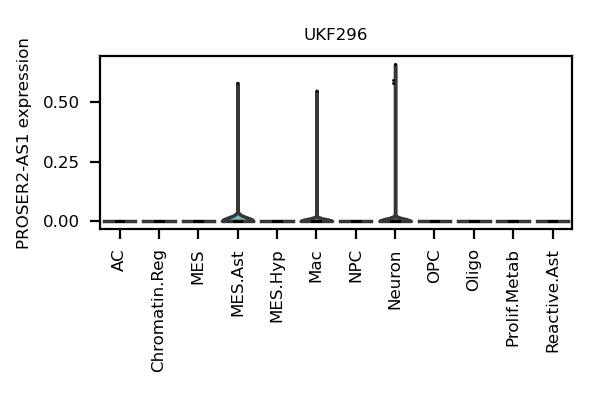 UKF296
PROSER2-AS1 expression
0.50
0.25
0.00
AC
Chromatin.Reg
MES
MES.Ast
MES.Hyp
Mac
NPC
Neuron
OPC
Oligo
Prolif.Metab
Reactive.Ast